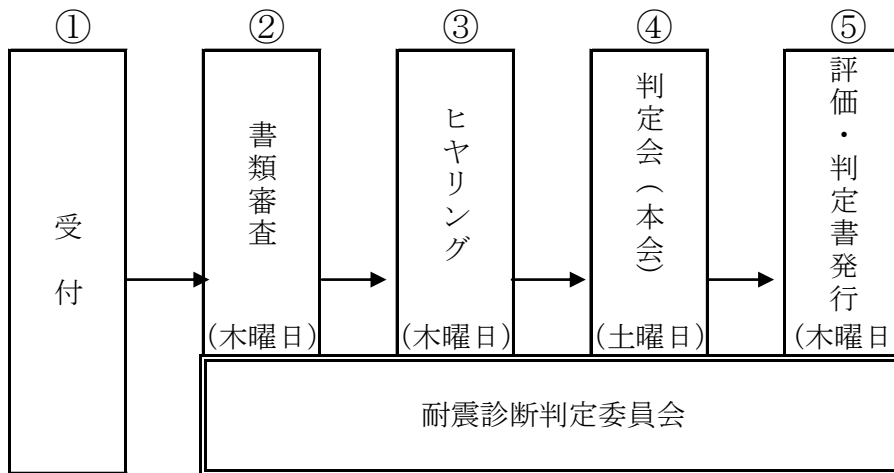 ①
②
③
④
⑤
受付
書類審査
(木曜日)
ヒヤリング
(木曜日)
判定会(本会)
(土曜日)
評価・判定書発行
(木曜日
耐震診断判定委員会